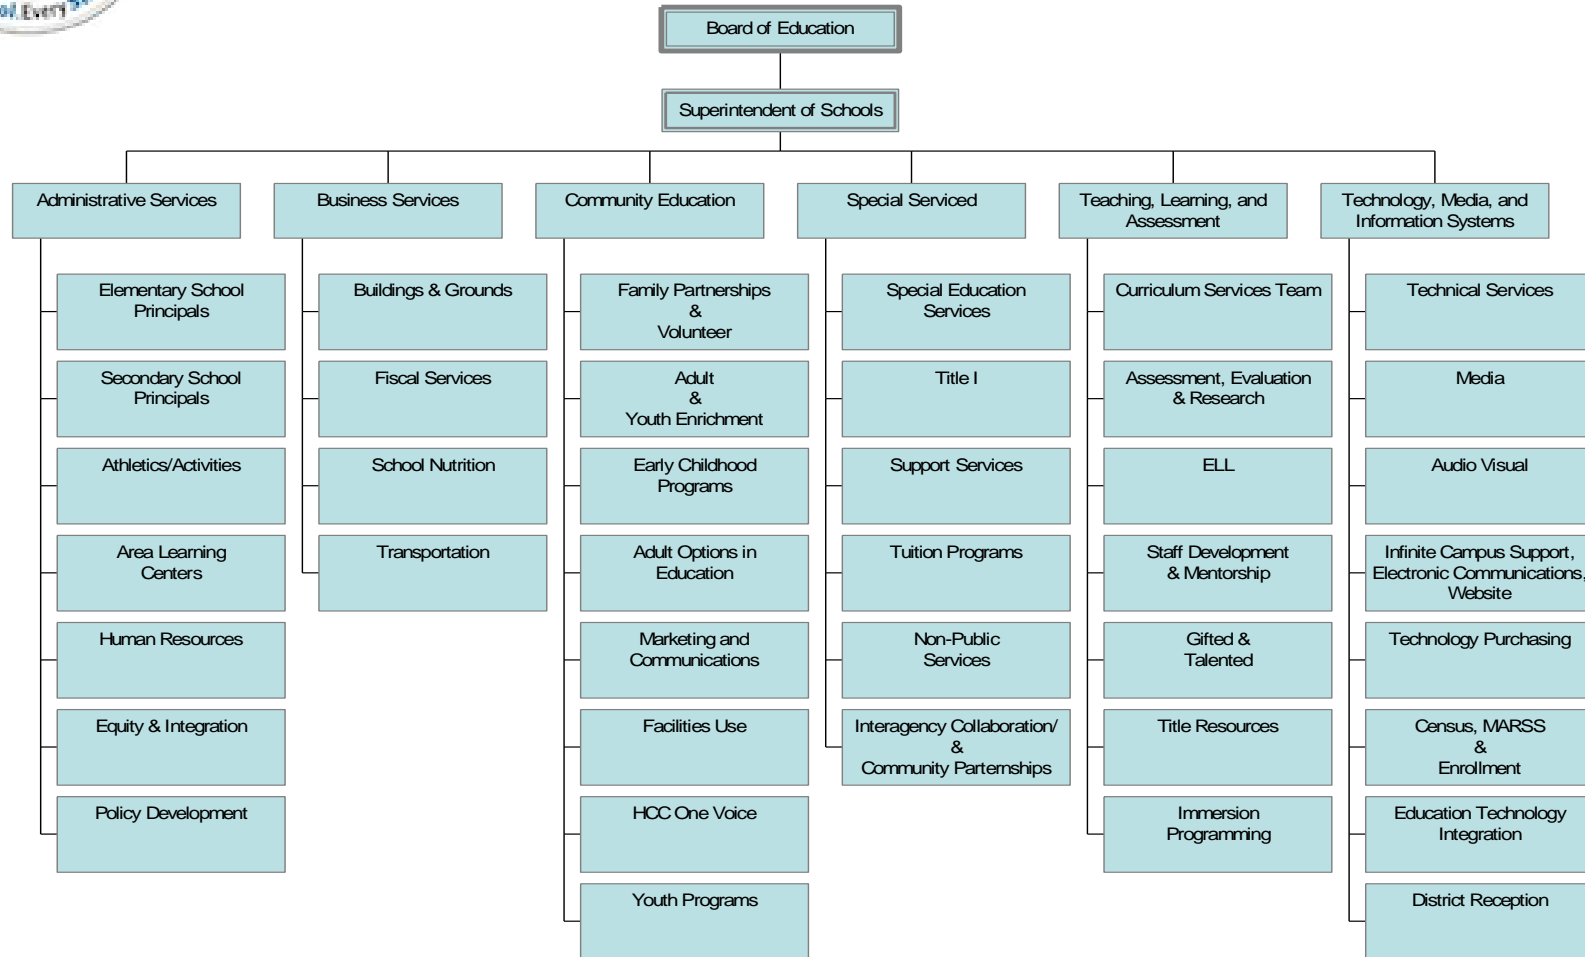 oil. Every
Board of Education
Superintendent of Schools
Administrative Services
Business Services
Community Education
Special Serviced
Teaching, Learning, and
Assessment
Technology, Media, and
Information Systems
Elementary School
Principals
Secondary School
Principals
Athletics/Activities
Area Learning
Centers
Human Resources
Equity & Integration
Policy Development
Buildings & Grounds
Fiscal Services
School Nutrition
Transportation
Family Partnerships
&
Volunteer
Adult
&
Youth Enrichment
Early Childhood
Programs
Adult Options in
Education
Marketing and
Communications
Facilities Use
HCC One Voice
Youth Programs
Special Education
Services
Title I
Support Services
Tuition Programs
Non-Public
Services
Interagency Collaboration/
&
Community Parternships
Curriculum Services Team
Assessment, Evaluation
& Research
ELL
Staff Development
& Mentorship
Gifted &
Talented
Title Resources
Immersion
Programming
Technical Services
Media
Audio Visual
Infinite Campus Support,
Electronic Communications,
Website
Technology Purchasing
Census, MARSS
&
Enrollment
Education Technology
Integration
District Reception